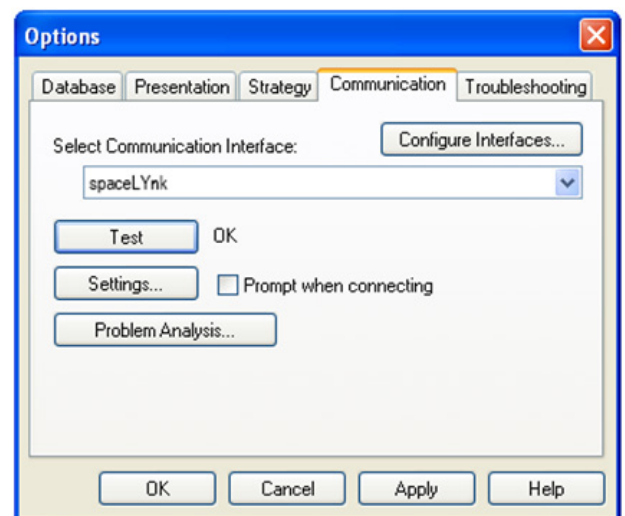 Options
Database Presentation Strategy Communication Troubleshooting
Select Communication Interface: Configure Interfaces...
spaceLYnk
Test OK
Settings... Prompt when connecting
Problem Analysis...
OK Cancel Apply Help